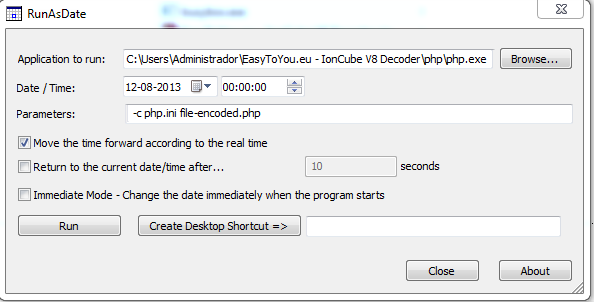 RunAsDate
Application to run: C:\Users\Administrador\EasyToYou.eu - IonCube V8 Decoder\php\php.exe Browse...
Date / Time: 12-08-2013 00:00:00
Parameters: -c php.ini file-encoded.php
Move the time forward according to the real time
Return to the current date/time after... 10 seconds
Immediate Mode - Change the date immediately when the program starts
Run Create Desktop Shortcut =>
Close About